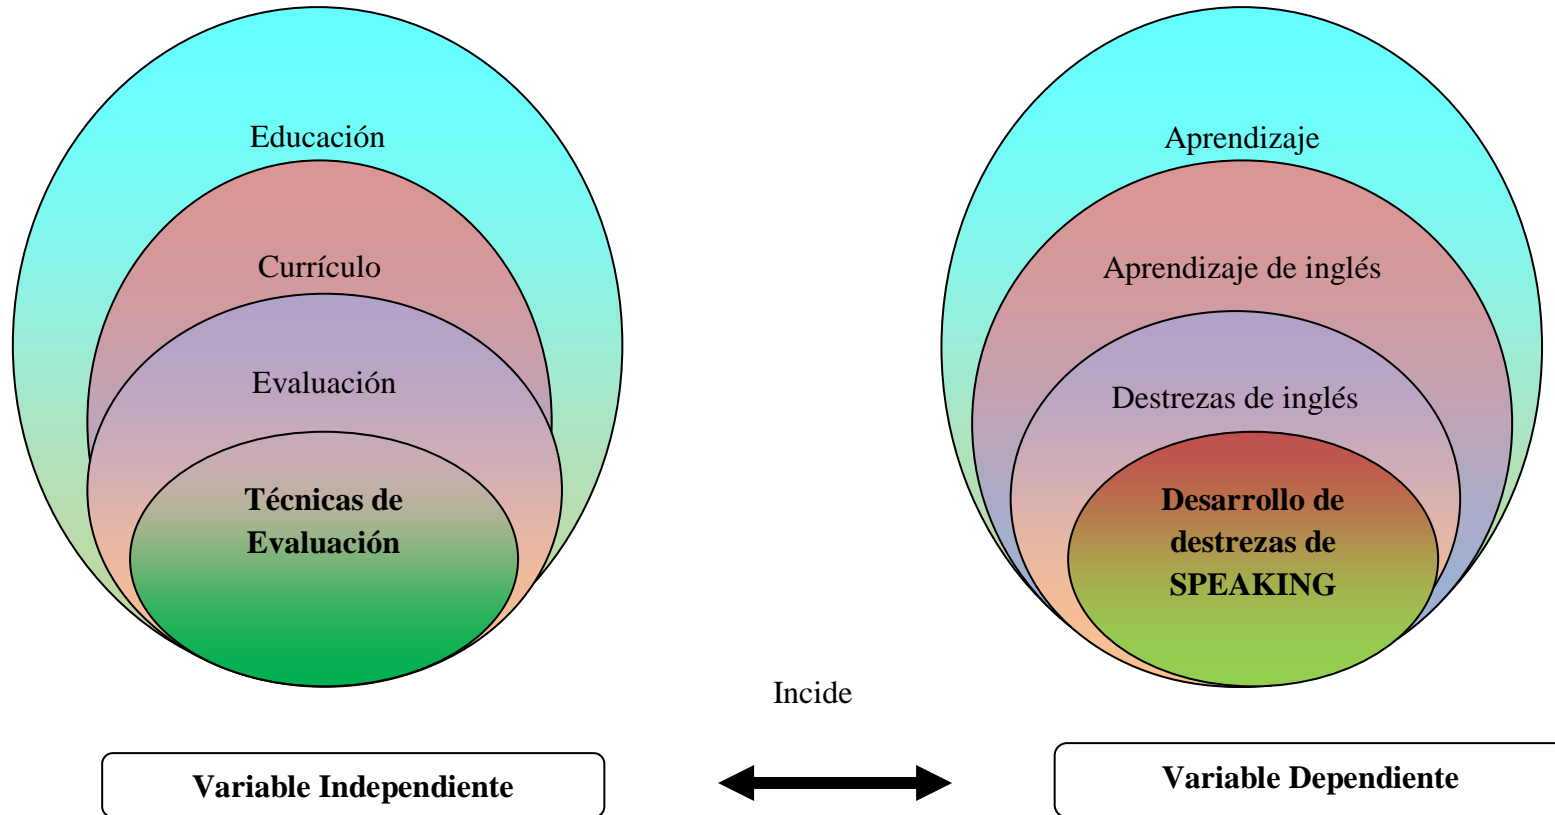 Educación
Currículo
Evaluación
Técnicas de
Evaluación
Aprendizaje
Aprendizaje de inglés
Destrezas de inglés
Desarrollo de
destrezas de
SPEAKING
Incide
Variable Independiente
Variable Dependiente